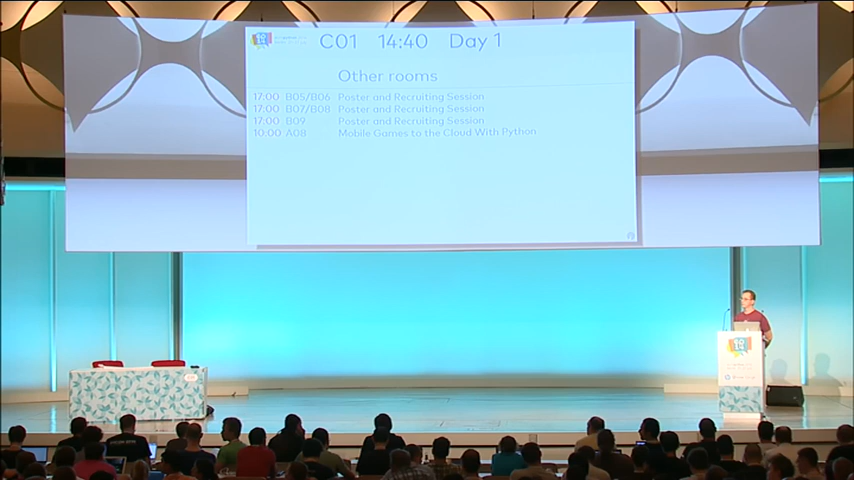 C01 14:40 Day 1
Other rooms
17:00 B05/B06 Poster and Recruiting Session
17:00 B07/B08 Poster and Recruiting Session
17:00 B09 Poster and Recruiting Session
10:00 A08 Mobile Games to the Cloud With Python